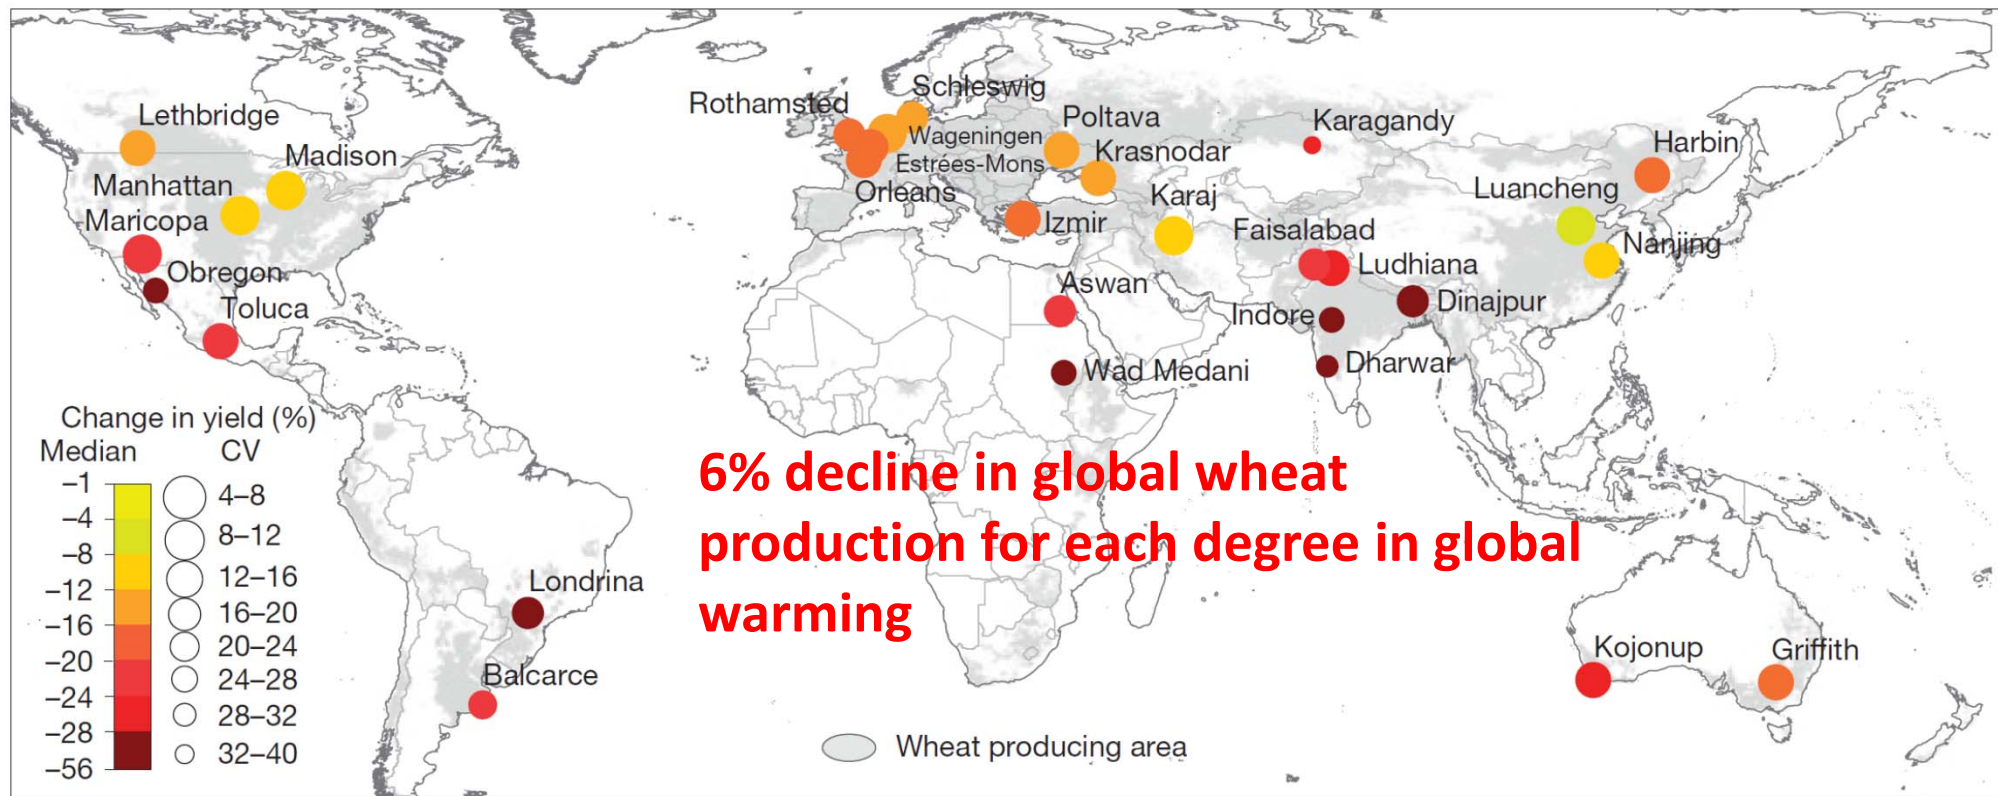 Schleswig
Rothamsted
Lethbridge
Poltava
Karagandy
Wageningen
Harbin
Madison
Krasnodar
Estrées-Mons
Manhattan
Orleans
Karaj
Luancheng
Maricopa
Izmir
Faisalabad
Nanjing
Obregon
Ludhiana
Aswan
Toluca
Indore
Dinajpur
Wad Medani
Dharwar
Change in yield (%)
Median CV
–1
–4
–8
–12
–16
–20
–24
–28
–56
4–8
8–12
12–16
16–20
20–24
24–28
28–32
32–40
6% decline in global wheat
production for each degree in global
warming
Londrina
Balcarce
Kojonup
Griffith
Wheat producing area